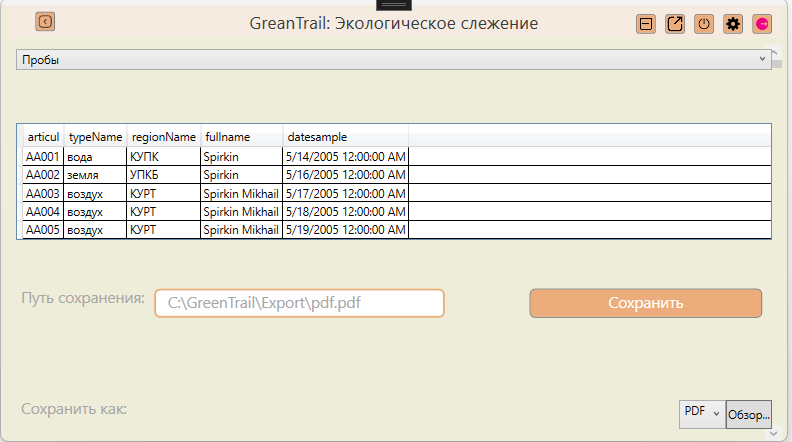 GreanTrail: Экологическое слежение
Пробы
articul typeName regionName fullname datesample
AA001 вода КУПК Spirkin 5/14/2005 12:00:00 AM
AA002 земля УПКБ Spirkin 5/16/2005 12:00:00 AM
AA003 воздух КУРТ Spirkin Mikhail 5/17/2005 12:00:00 AM
AA004 воздух КУРТ Spirkin Mikhail 5/18/2005 12:00:00 AM
AA005 воздух КУРТ Spirkin Mikhail 5/19/2005 12:00:00 AM
Путь сохранения: C:\GreenTrail\Export\pdf.pdf Сохранить
Сохранить как: PDF Обзор...